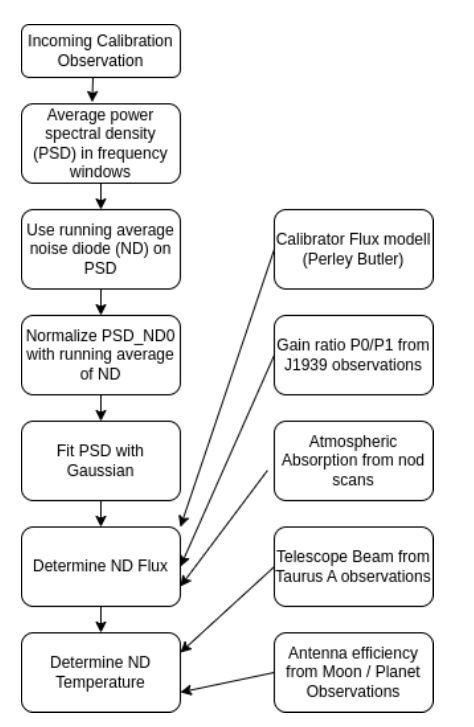 Incoming Calibration
Observation
Average power
spectral density
(PSD) in frequency
windows
Use running average
noise diode (ND) on
PSD
Normalize PSD_ND0
with running average
of ND
Fit PSD with
Gaussian
Determine ND Flux
Determine ND
Temperature
Calibrator Flux modell
(Perley Butler)
Gain ratio P0/P1 from
J1939 observations
Atmospheric
Absorption from nod
scans
Telescope Beam from
Taurus A observations
Antenna efficiency
from Moon / Planet
Observations